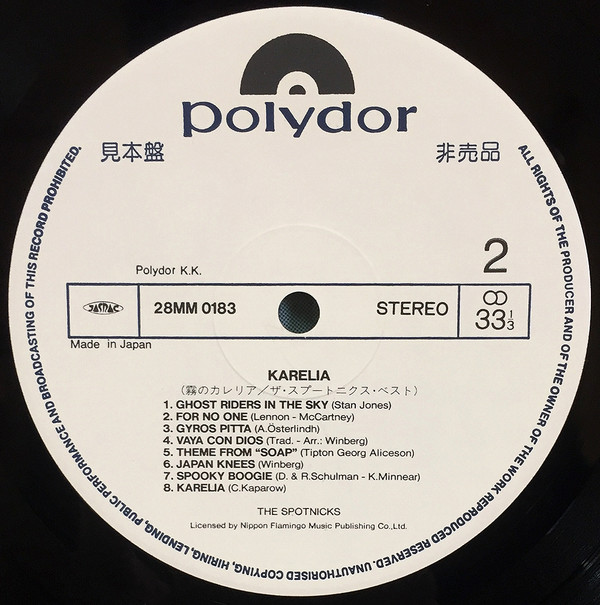 polydor
見本盤
非売品
Polydor K.K.
2
JASRAC
28MM 0183
STEREO
33 1/3
Made in Japan
KARELIA
(霧のカレリア／ザ・スプートニクス・ベスト)
1. GHOST RIDERS IN THE SKY (Stan Jones)
2. FOR NO ONE (Lennon - McCartney)
3. GYROS PITTA (A.Österlindh)
4. VAYA CON DIOS (Trad. - Arr.: Winberg)
5. THEME FROM "SOAP" (Tipton Georg Aliceson)
6. JAPAN KNEES (Winberg)
7. SPOOKY BOOGIE (D. & R.Schulman - K.Minnear)
8. KARELIA (C.Kaparow)
THE SPOTNICKS
Licensed by Nippon Flamingo Music Publishing Co.,Ltd.
ALL RIGHTS OF THE PRODUCER AND OF THE OWNER OF THE WORK REPRODUCED RESERVED. UNAUTHORISED COPYING, HIRING, LENDING, PUBLIC PERFORMANCE AND BROADCASTING OF THIS RECORD PROHIBITED.